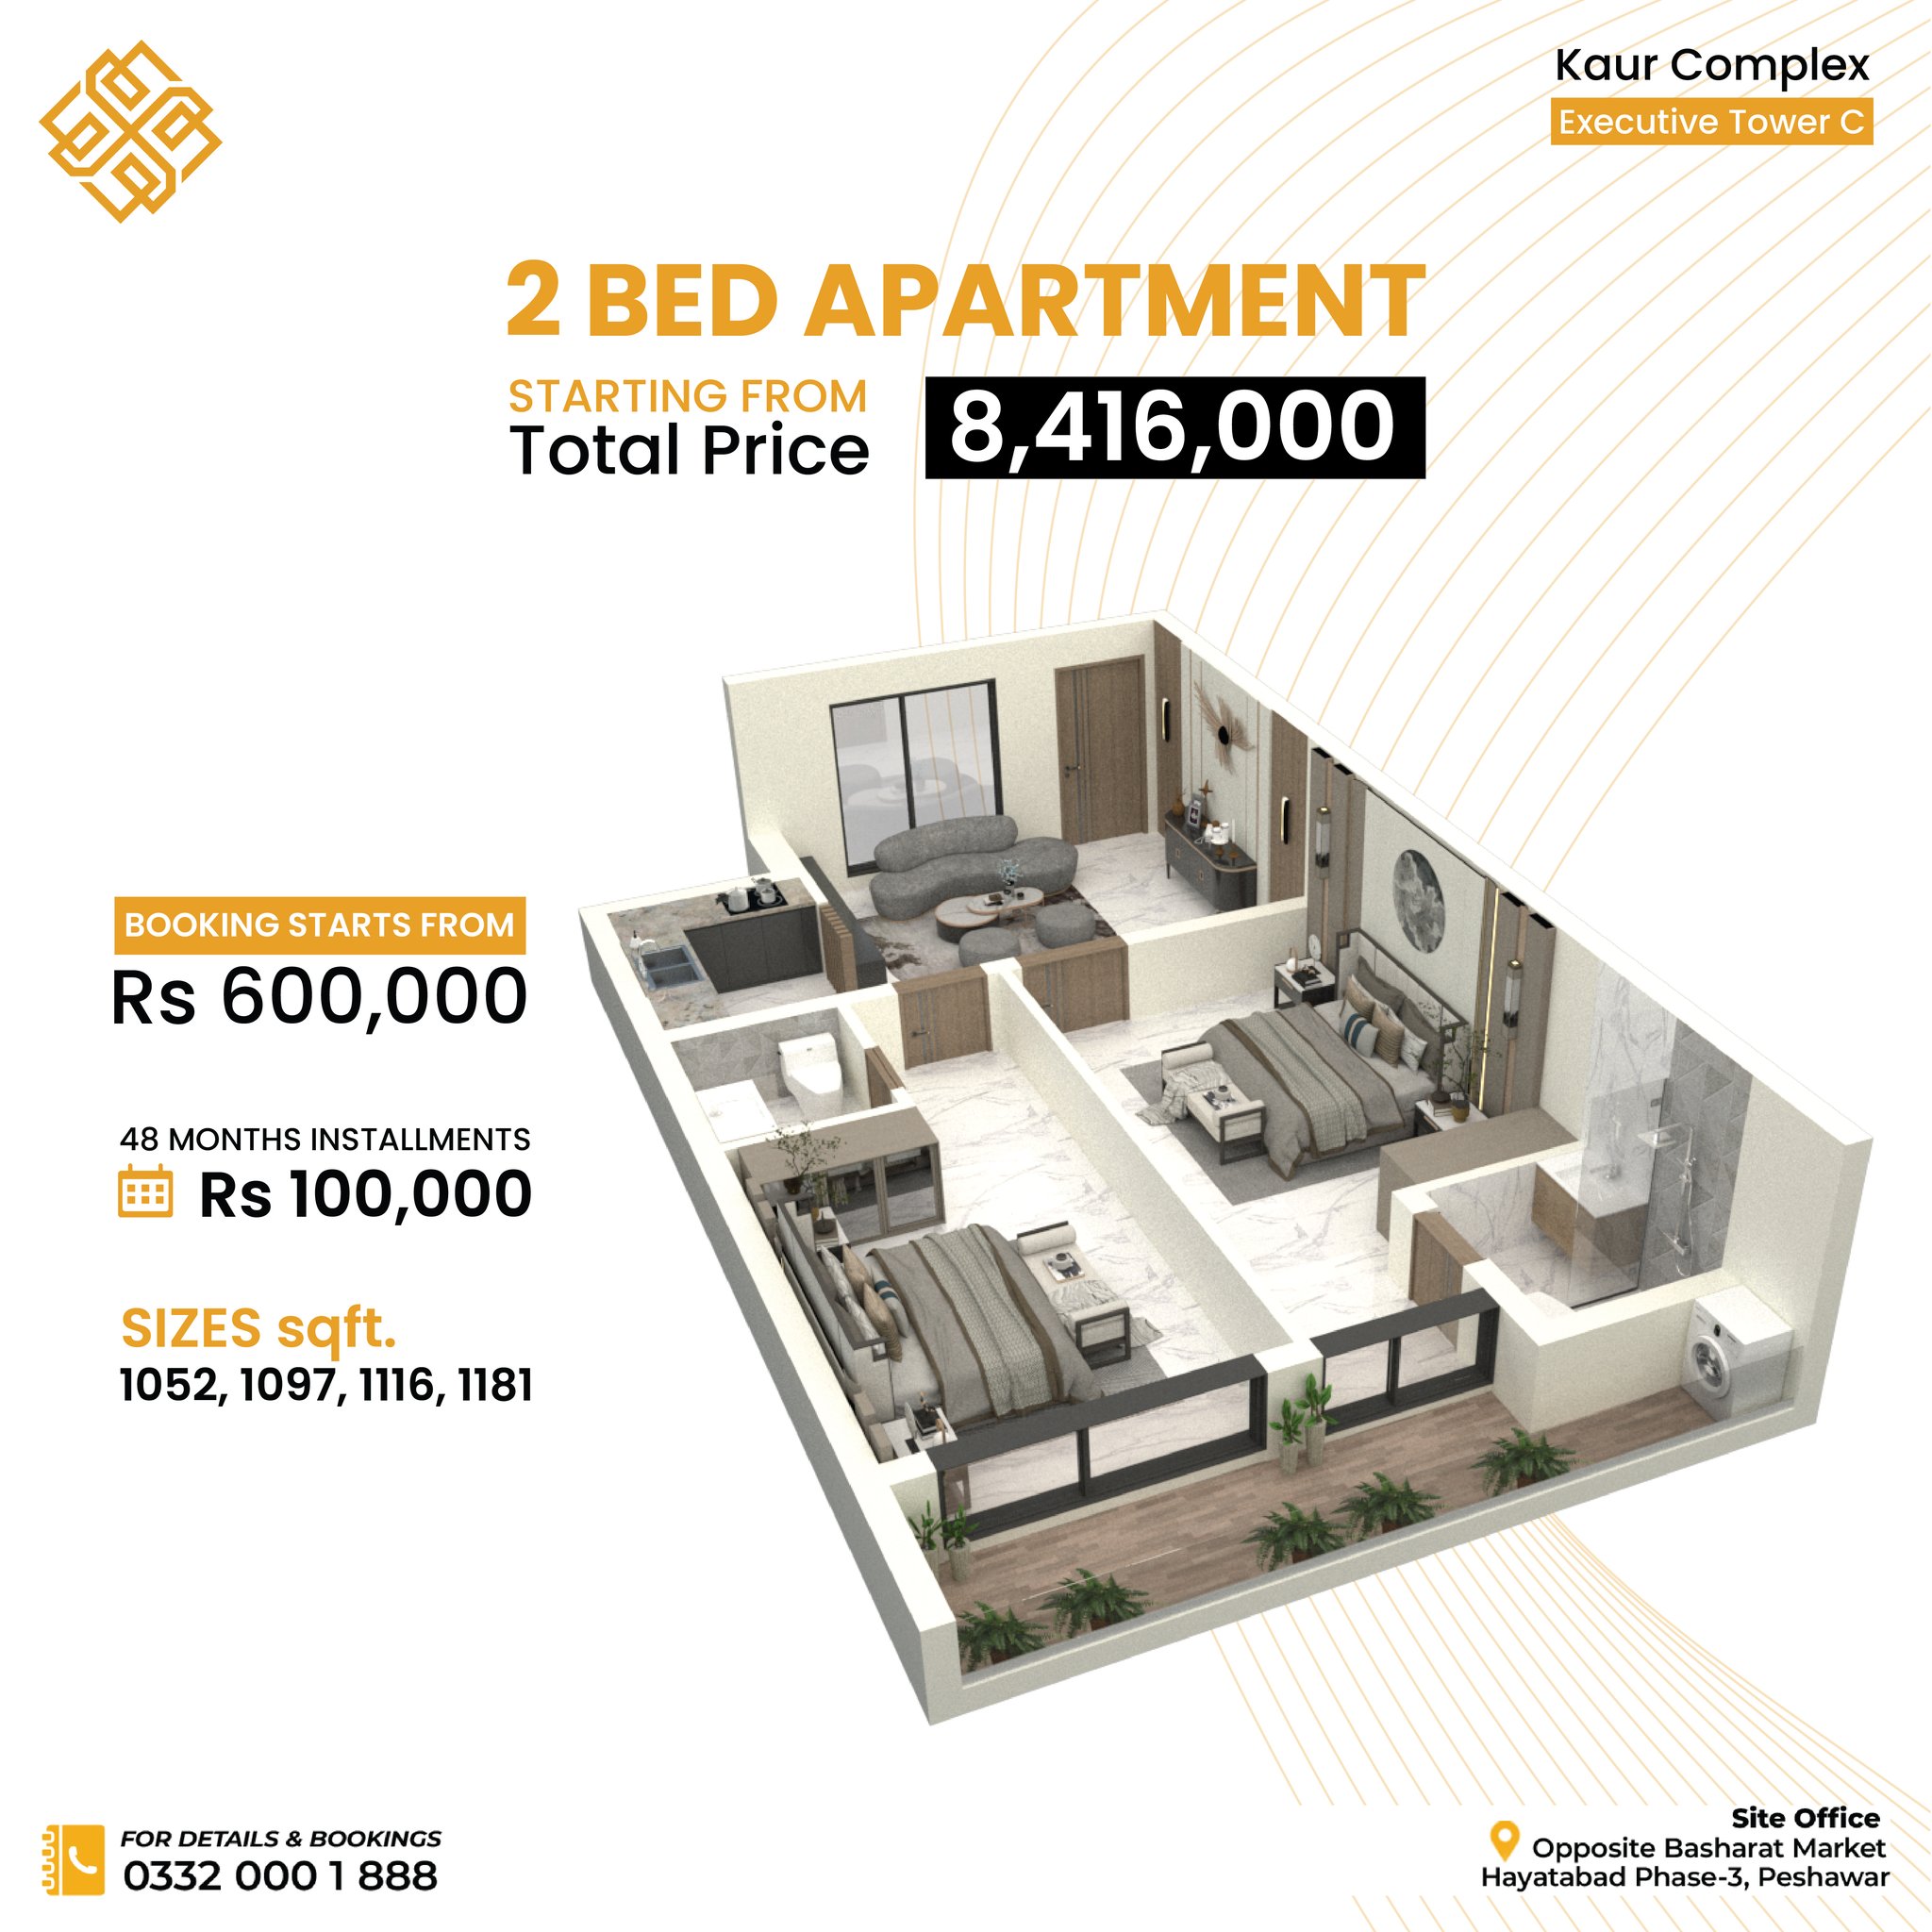 Kaur Complex
Executive Tower C
2 BED APARTMENT
STARTING FROM
Total Price
8,416,000
BOOKING STARTS FROM
Rs 600,000
48 MONTHS INSTALLMENTS
Rs 100,000
SIZES sqft.
1052, 1097, 1116, 1181
FOR DETAILS & BOOKINGS
0332 000 1 888
Site Office
Opposite Basharat Market
Hayatabad Phase-3, Peshawar